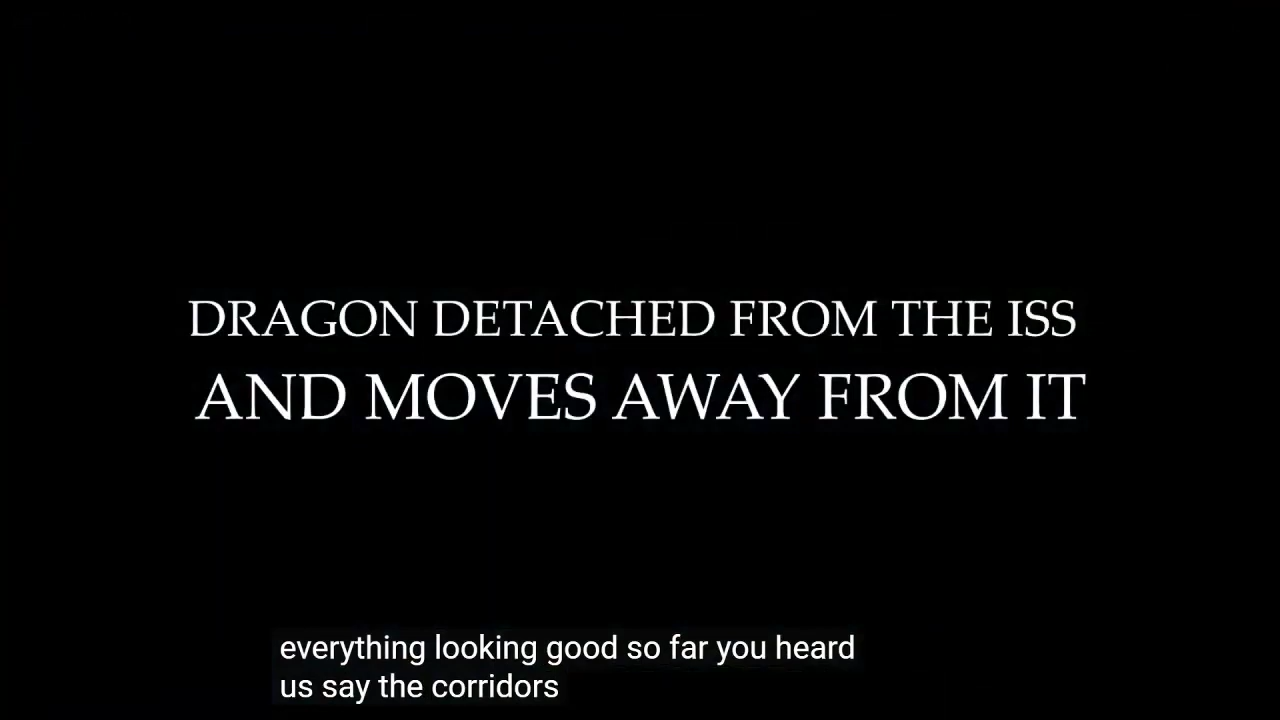 DRAGON DETACHED FROM THE ISS
AND MOVES AWAY FROM IT
everything looking good so far you heard
us say the corridors